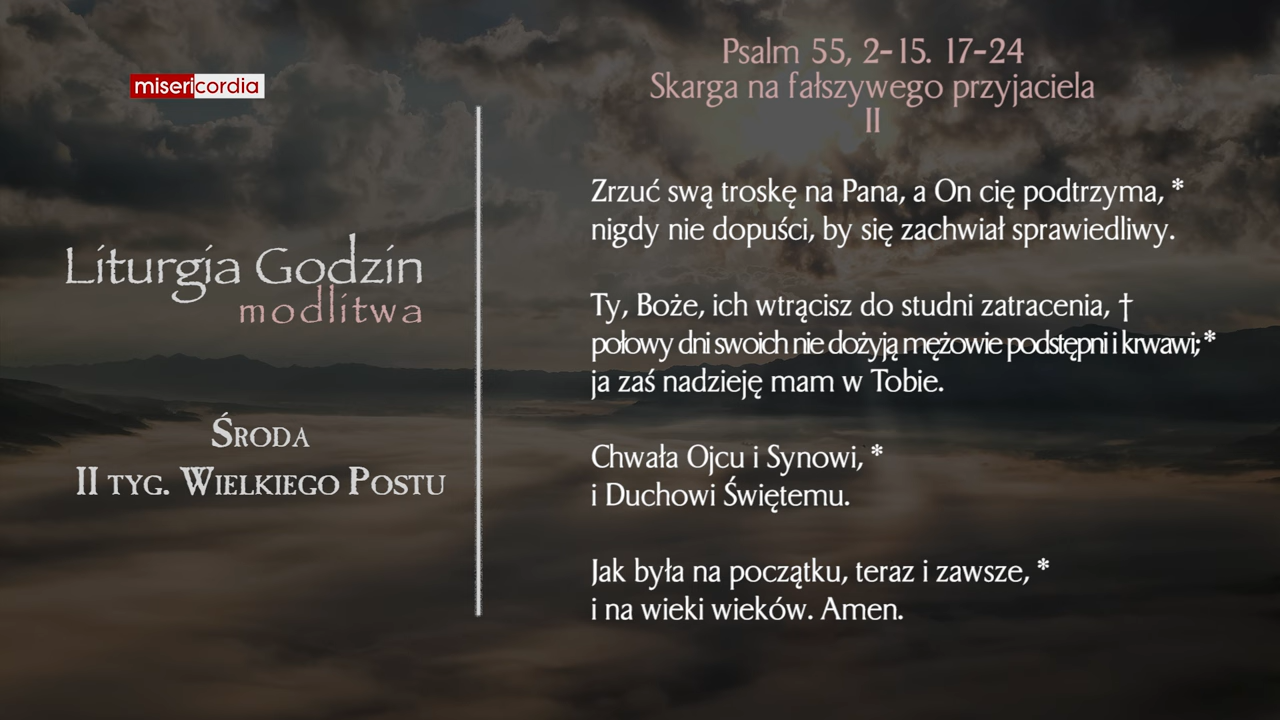 misericordia
Liturgia Godzin
modlitwa
Środa
II tyg. Wielkiego Postu
Psalm 55, 2-15. 17-24
Skarga na fałszywego przyjaciela
II
Zrzuć swą troskę na Pana, a On cię podtrzyma, *
nigdy nie dopuści, by się zachwiał sprawiedliwy.
Ty, Boże, ich wtrącisz do studni zatracenia, †
połowy dni swoich nie dożyją mężowie podstępni i krwawi; *
ja zaś nadzieję mam w Tobie.
Chwała Ojcu i Synowi, *
i Duchowi Świętemu.
Jak była na początku, teraz i zawsze, *
i na wieki wieków. Amen.